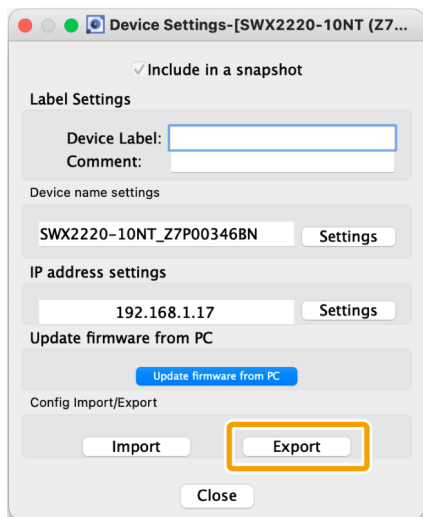 Device Settings-[SWX2220-10NT (Z7...
Include in a snapshot
Label Settings
Device Label:
Comment:
Device name settings
SWX2220-10NT_Z7P00346BN Settings
IP address settings
192.168.1.17 Settings
Update firmware from PC
Update firmware from PC
Config Import/Export
Import Export
Close